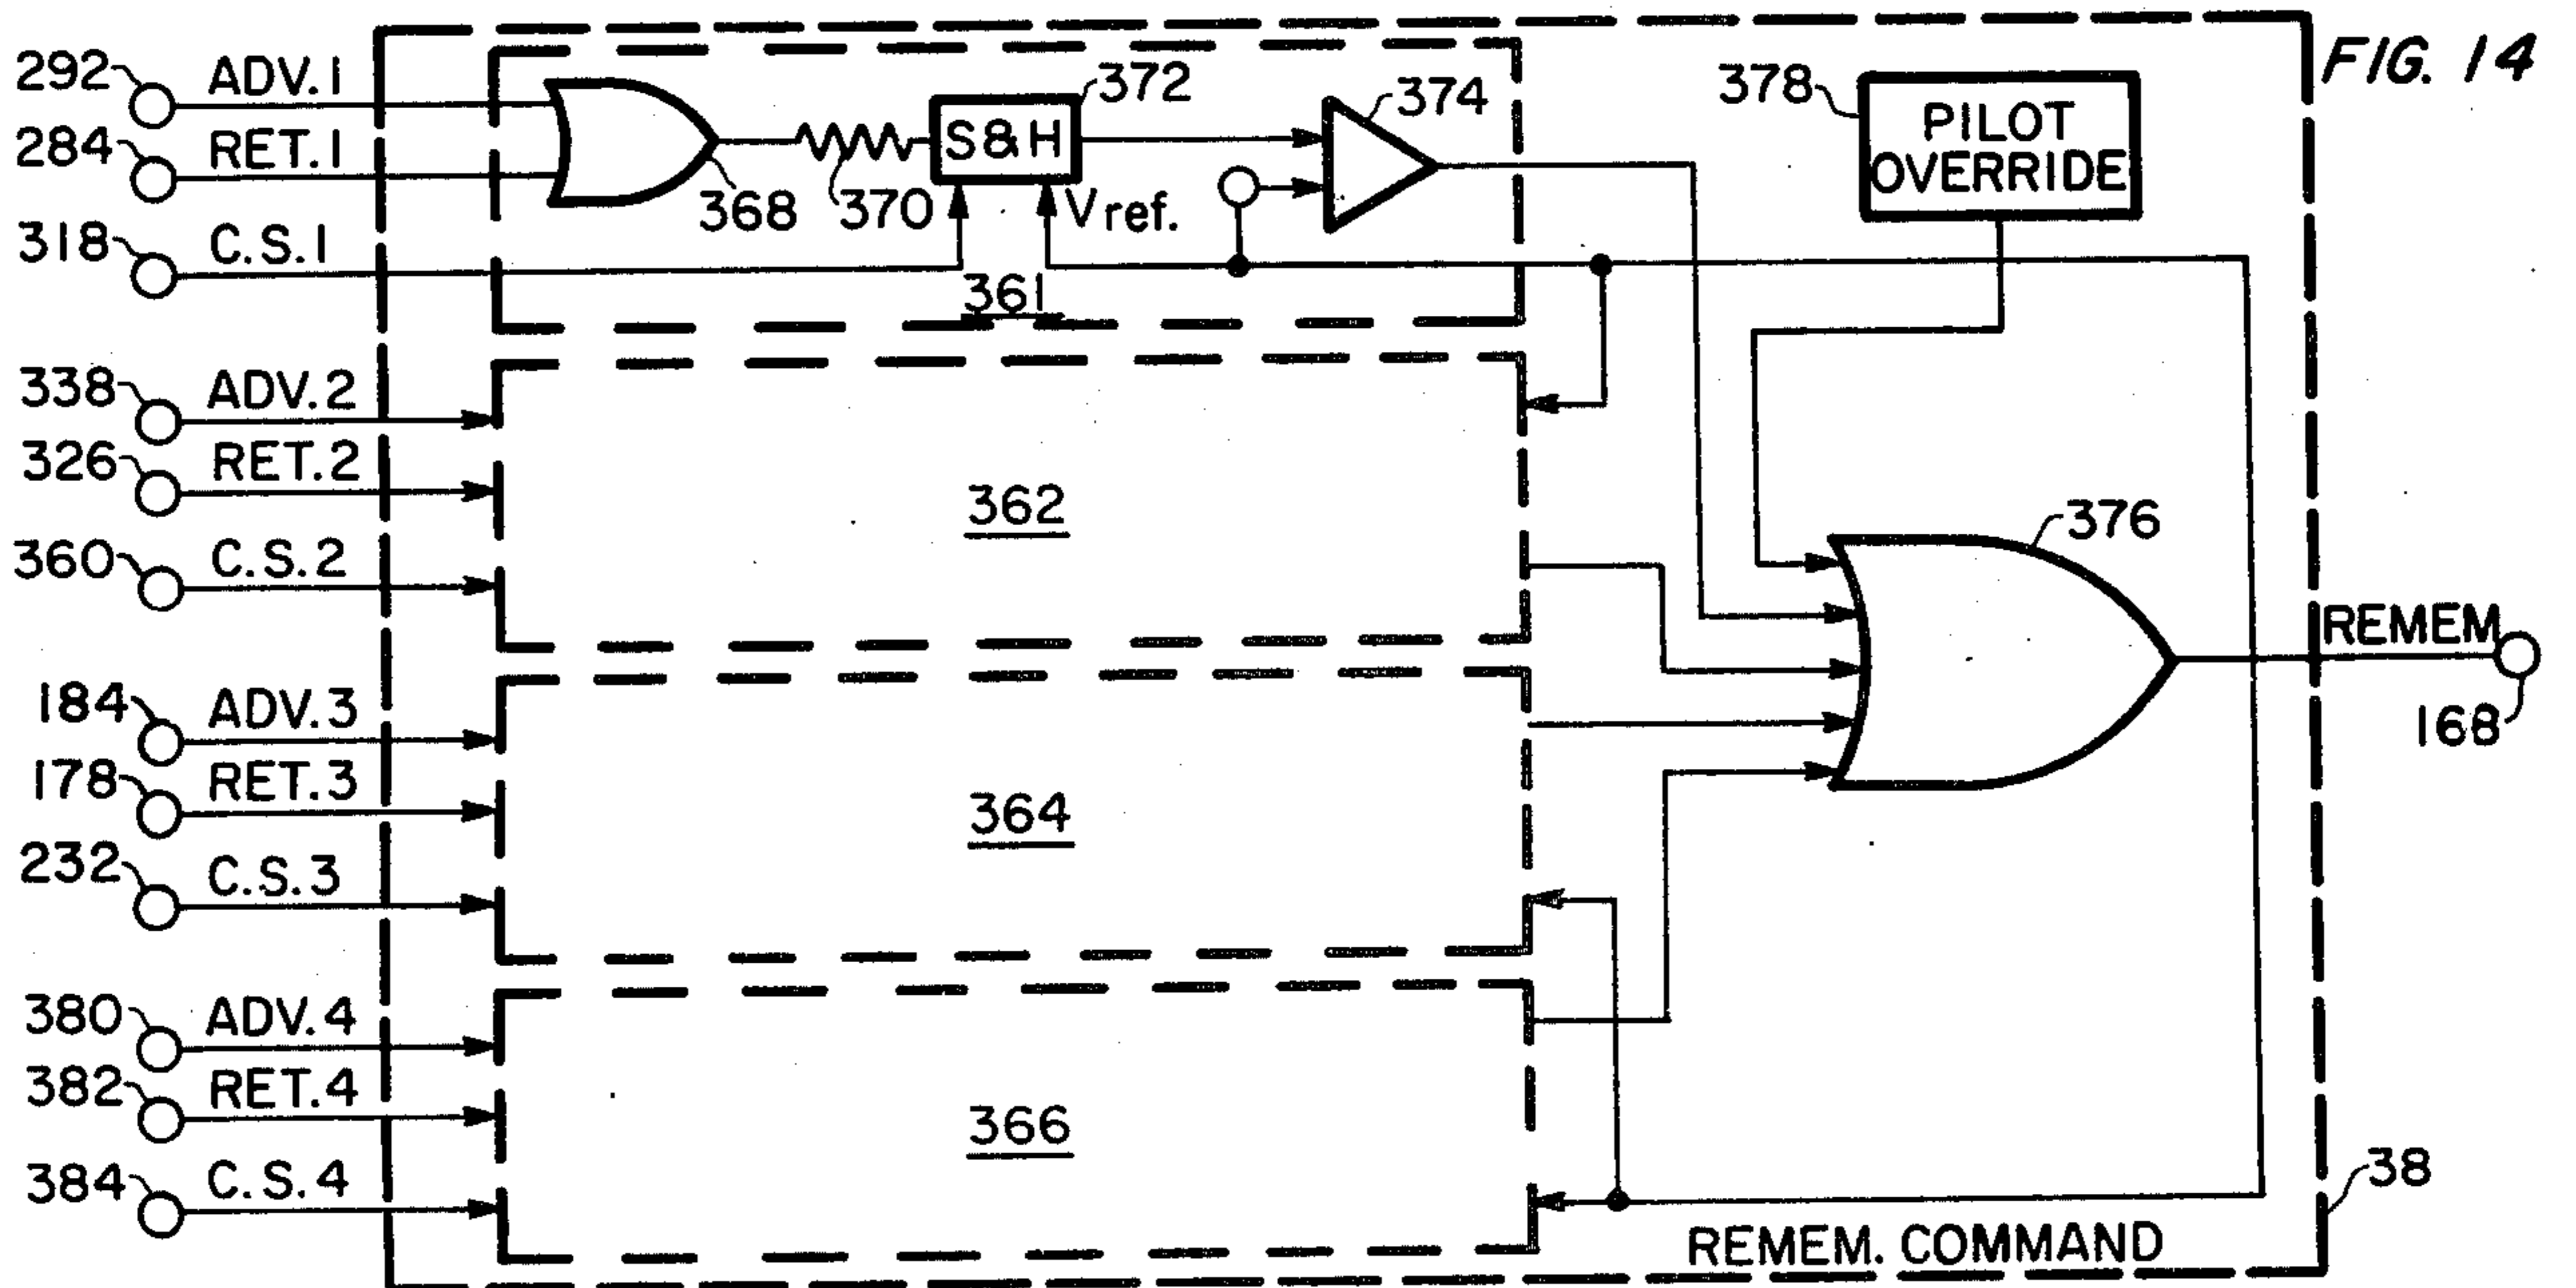 FIG. 14
292 ADV.1
284 RET.1
318 C.S.1
368
370
S&H
372
Vref.
374
361
378
PILOT
OVERRIDE
338 ADV.2
326 RET.2
360 C.S.2
362
376
REMEM
168
184 ADV.3
178 RET.3
232 C.S.3
364
380 ADV.4
382 RET.4
384 C.S.4
366
38
REMEM. COMMAND